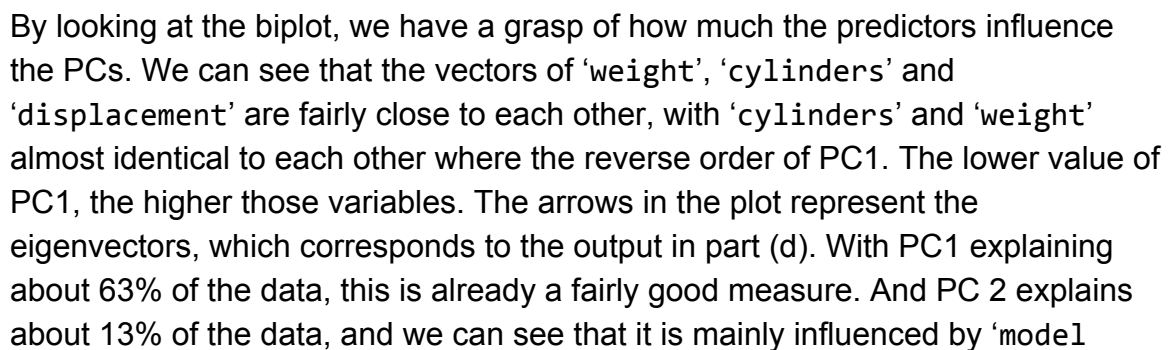 By looking at the biplot, we have a grasp of how much the predictors influence
the PCs. We can see that the vectors of ‘weight’, ‘cylinders’ and
‘displacement’ are fairly close to each other, with ‘cylinders’ and ‘weight’
almost identical to each other where the reverse order of PC1. The lower value of
PC1, the higher those variables. The arrows in the plot represent the
eigenvectors, which corresponds to the output in part (d). With PC1 explaining
about 63% of the data, this is already a fairly good measure. And PC 2 explains
about 13% of the data, and we can see that it is mainly influenced by ‘model